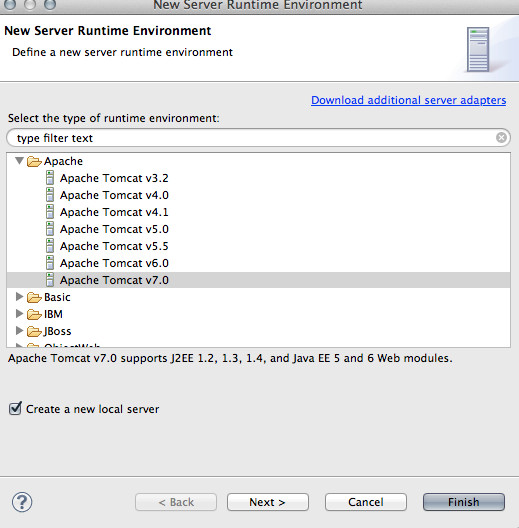 New Server Runtime Environment
New Server Runtime Environment
Define a new server runtime environment
Download additional server adapters
Select the type of runtime environment:
type filter text
Apache
Apache Tomcat v3.2
Apache Tomcat v4.0
Apache Tomcat v4.1
Apache Tomcat v5.0
Apache Tomcat v5.5
Apache Tomcat v6.0
Apache Tomcat v7.0
Basic
IBM
JBoss
ObjectWeb
Apache Tomcat v7.0 supports J2EE 1.2, 1.3, 1.4, and Java EE 5 and 6 Web modules.
Create a new local server
?
< Back
Next >
Cancel
Finish